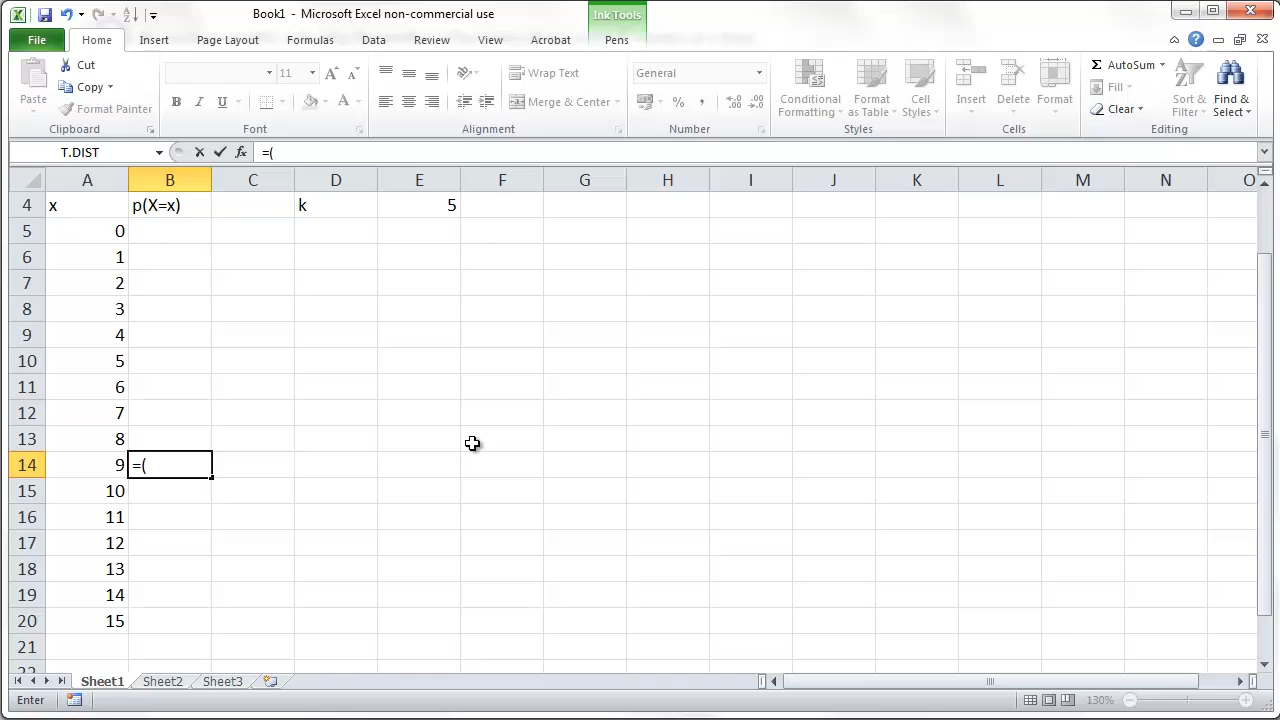 Book1 - Microsoft Excel non-commercial use
Ink Tools
File Home Insert Page Layout Formulas Data Review View Acrobat Pens
Paste
Cut
Copy
Format Painter
Clipboard
11
A A
B I U A
Font
Wrap Text
Merge & Center
Alignment
General
% ,
Number
Conditional Formatting
Format as Table
Cell Styles
Styles
Insert
Delete
Format
Cells
Σ AutoSum
Fill
Clear
Sort & Filter
Find & Select
Editing
T.DIST fx =(
A B C D E F G H I J K L M N O
4 x p(X=x) k 5
5 0
6 1
7 2
8 3
9 4
10 5
11 6
12 7
13 8
14 9 =(
15 10
16 11
17 12
18 13
19 14
20 15
21
22
Sheet1 Sheet2 Sheet3
Enter 130%